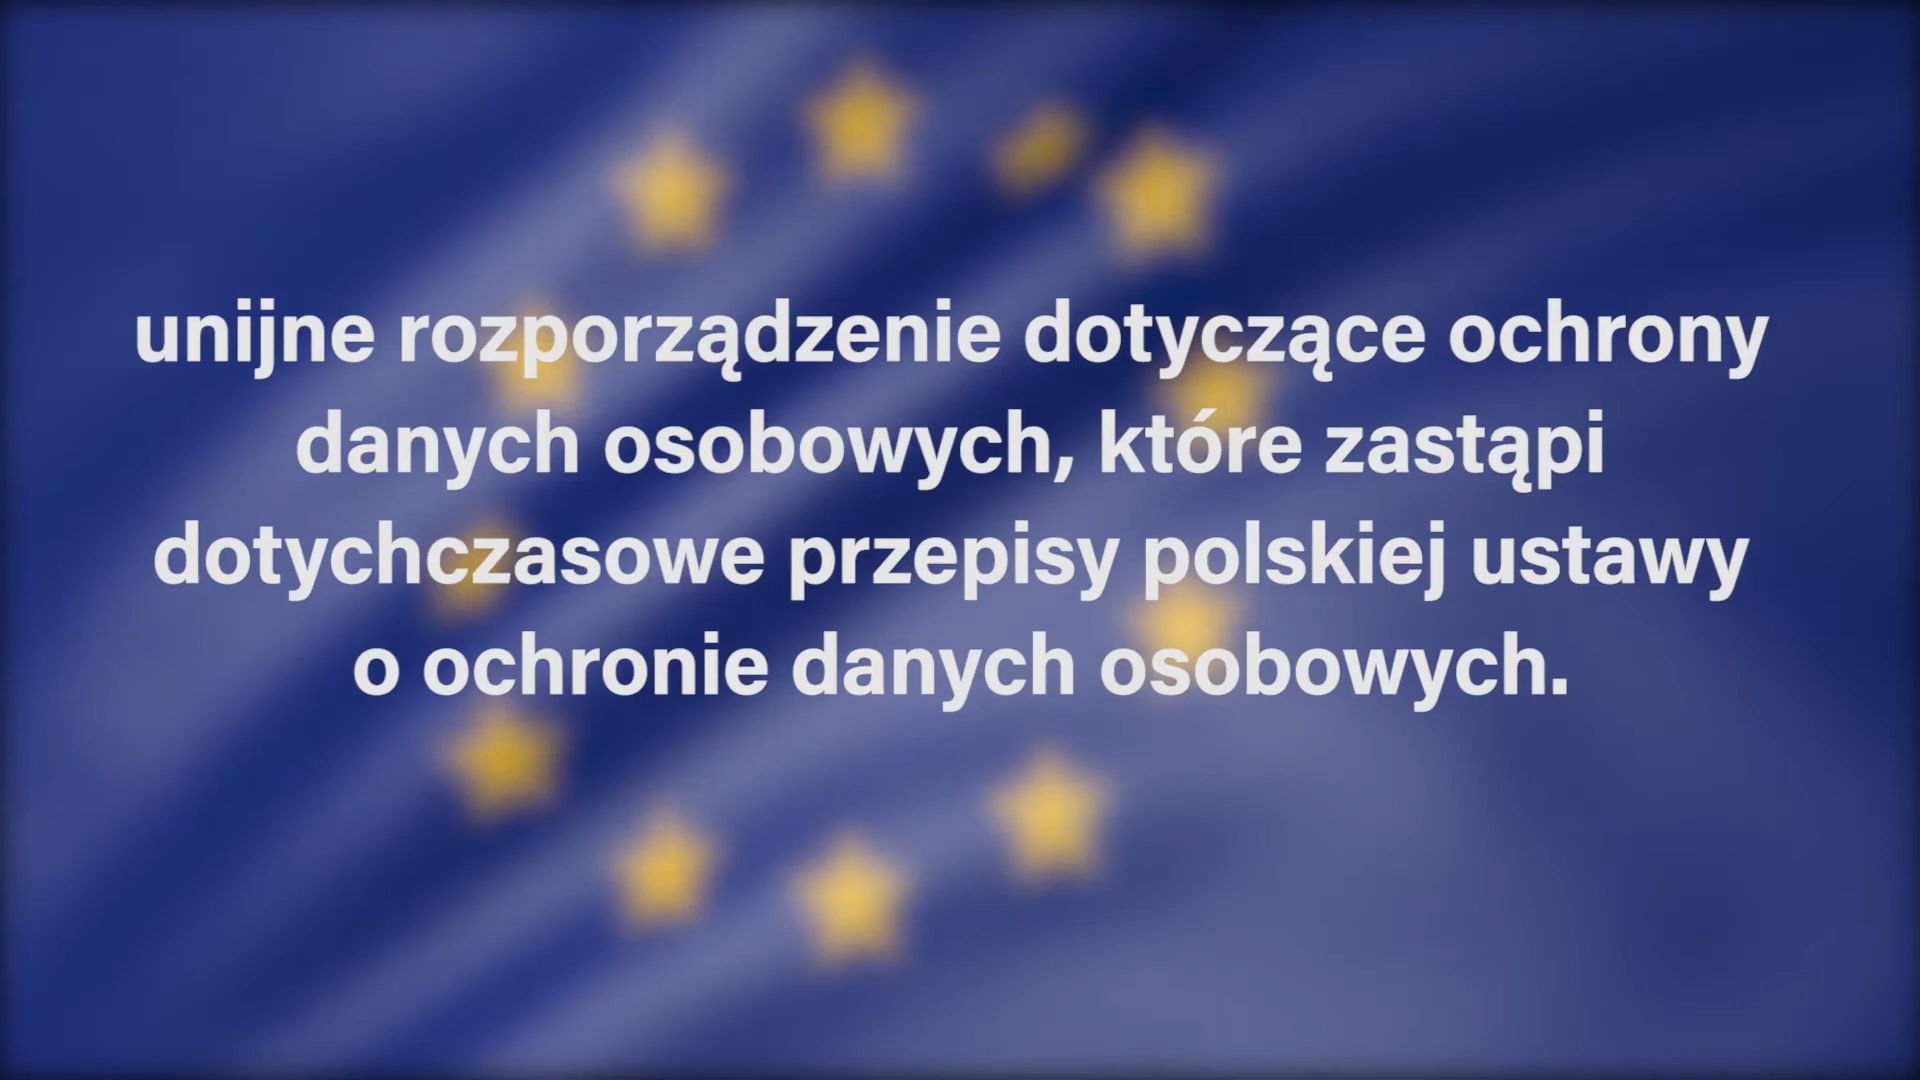 unijne rozporządzenie dotyczące ochrony
danych osobowych, które zastąpi
dotychczasowe przepisy polskiej ustawy
o ochronie danych osobowych.